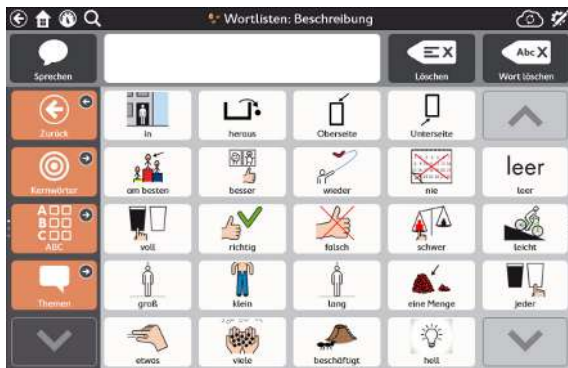 Wortlisten: Beschreibung
Sprechen
Löschen
Abc X
Wort löschen
Zurück
in
heraus
Oberseite
Unterseite
Kernwörter
am besten
besser
wieder
nie
leer
leer
A
B
C
ABC
voll
richtig
falsch
schwer
leicht
Themen
groß
klein
lang
eine Menge
jeder
etwas
viele
beschäftigt
hell